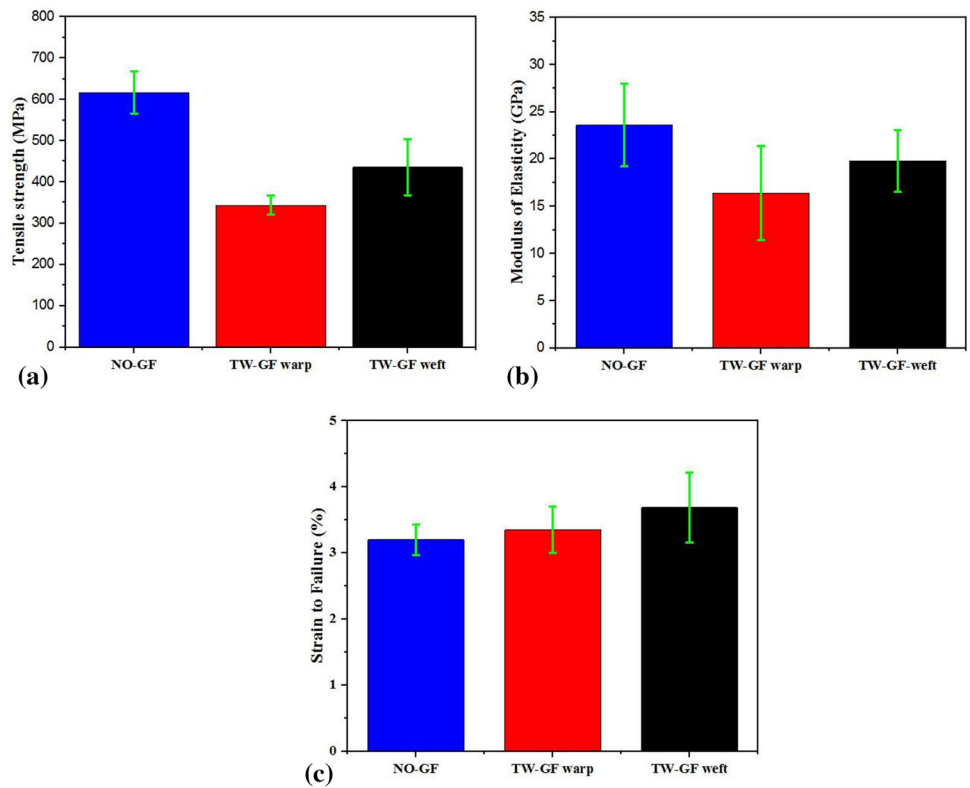 800
700
600
500
400
300
200
100
0
Tensile strength (MPa)
NO-GF
TW-GF warp
TW-GF weft
(a)
35
30
25
20
15
10
5
0
Modulus of Elasticity (GPa)
NO-GF
TW-GF warp
TW-GF-weft
(b)
5
4
3
2
1
0
Strain to Failure (%)
NO-GF
TW-GF warp
TW-GF weft
(c)